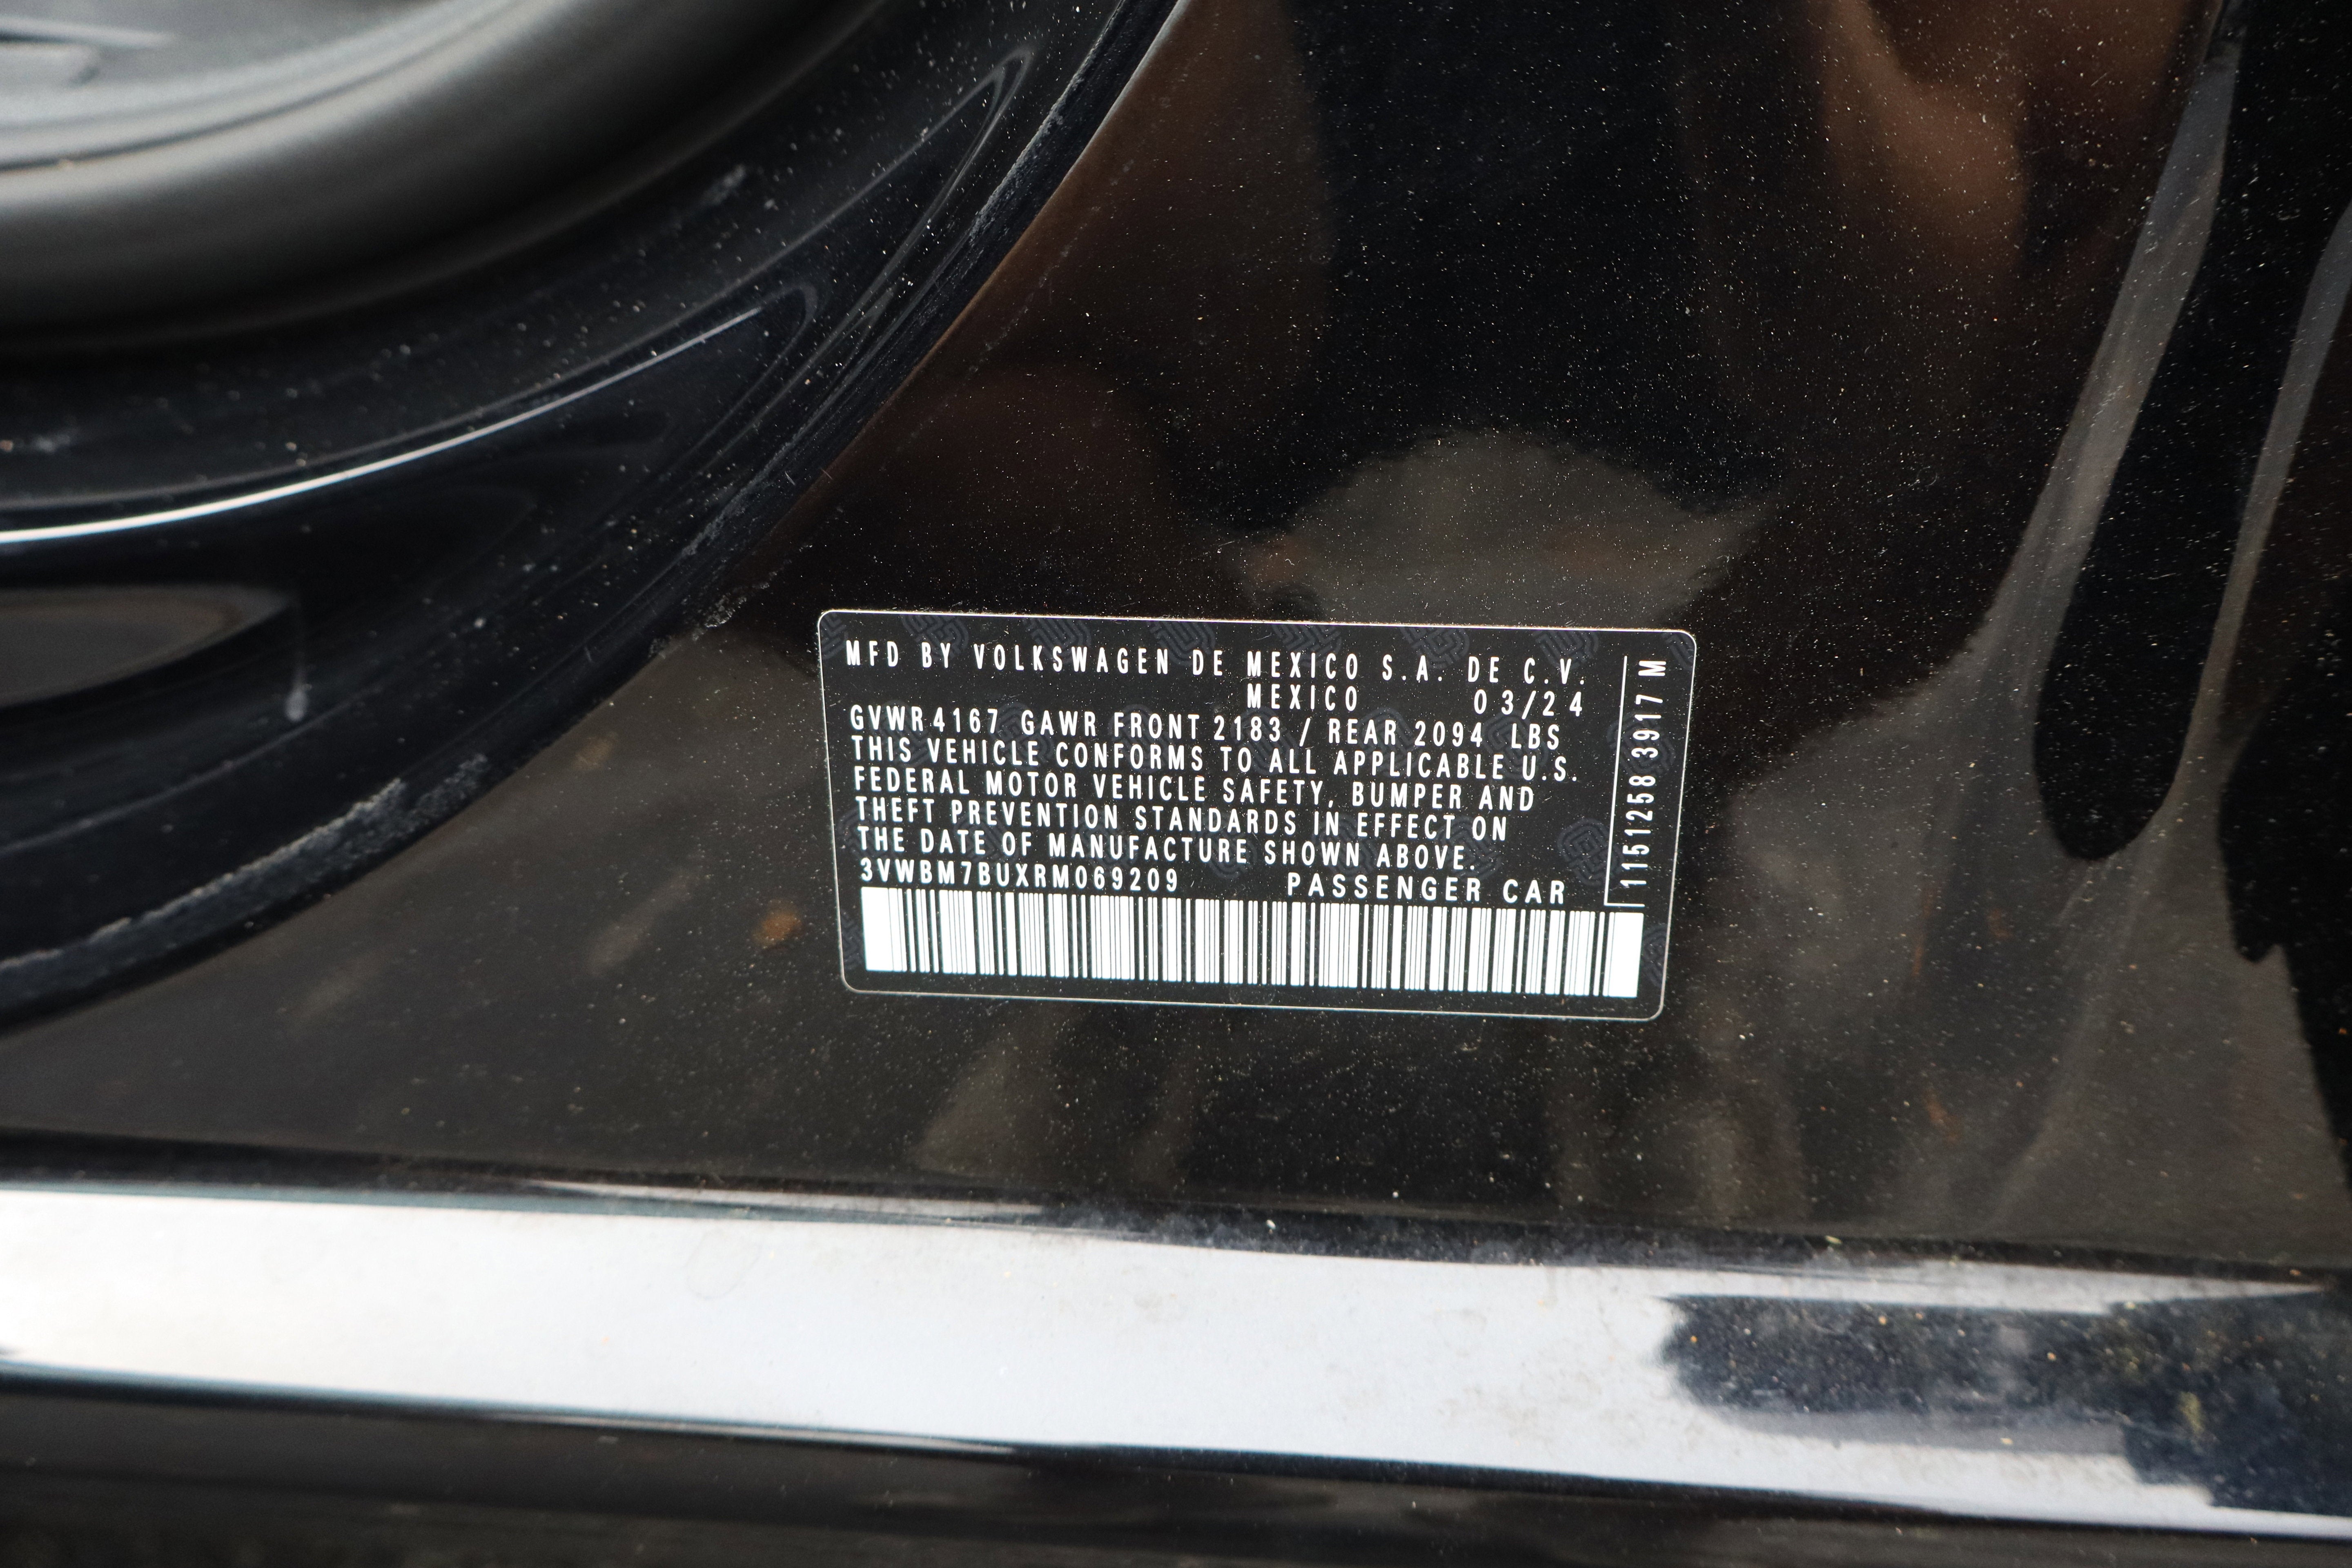 MFD BY VOLKSWAGEN DE MEXICO S.A. DE C.V.
MEXICO 03/24
GVWR 4167 GAWR FRONT 2183 / REAR 2094 LBS
THIS VEHICLE CONFORMS TO ALL APPLICABLE U.S.
FEDERAL MOTOR VEHICLE SAFETY, BUMPER AND
THEFT PREVENTION STANDARDS IN EFFECT ON
THE DATE OF MANUFACTURE SHOWN ABOVE.
3VWBM7BUXRM069209 PASSENGER CAR
1151258 3917 M